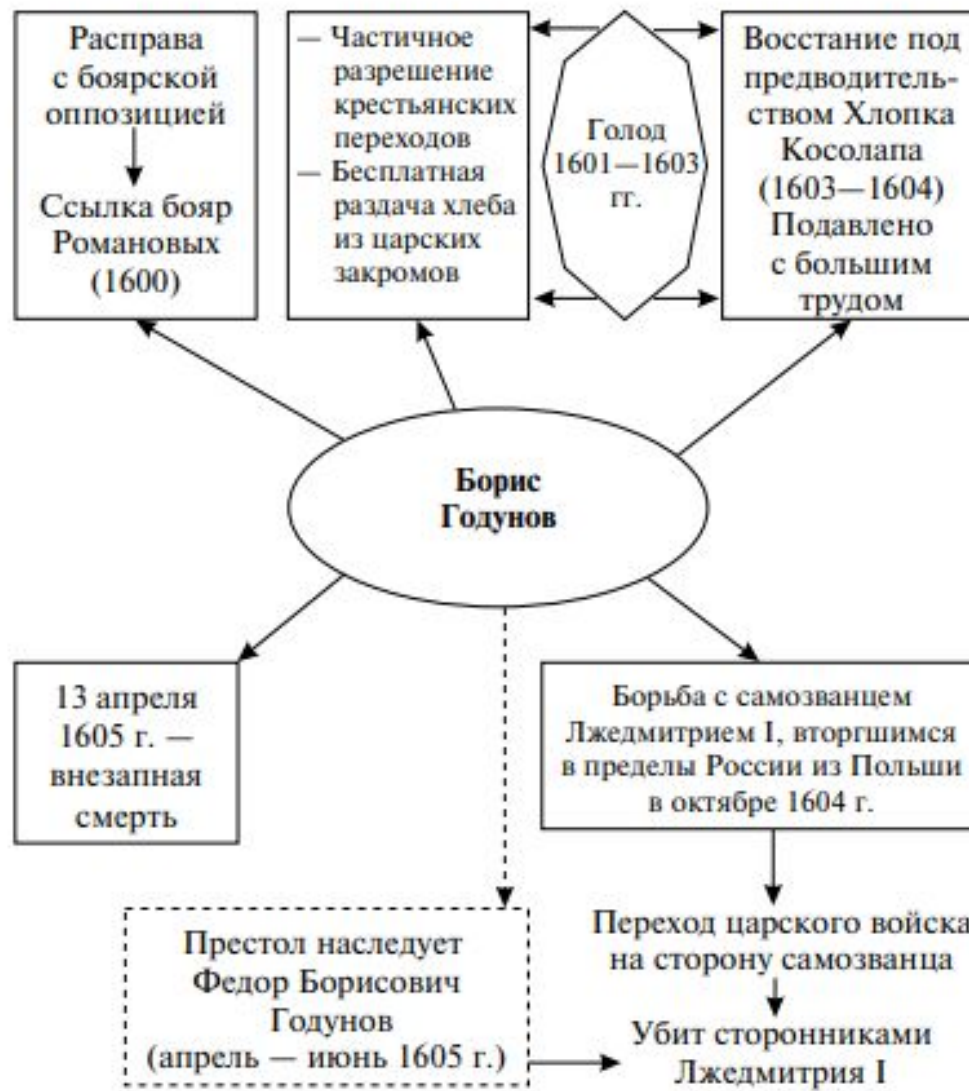 Расправа
с боярской
оппозицией
Ссылка бояр
Романовых
(1600)
— Частичное
разрешение
крестьянских
переходов
— Бесплатная
раздача хлеба
из царских
закромов
Голод
1601—1603
гг.
Восстание под
предводитель-
ством Хлопка
Косолапа
(1603—1604)
Подавлено
с большим
трудом
Борис
Годунов
13 апреля
1605 г. —
внезапная
смерть
Борьба с самозванцем
Лжедмитрием I, вторгшимся
в пределы России из Польши
в октябре 1604 г.
Переход царского войска
на сторону самозванца
Престол наследует
Федор Борисович
Годунов
(апрель — июнь 1605 г.)
Убит сторонниками
Лжедмитрия I